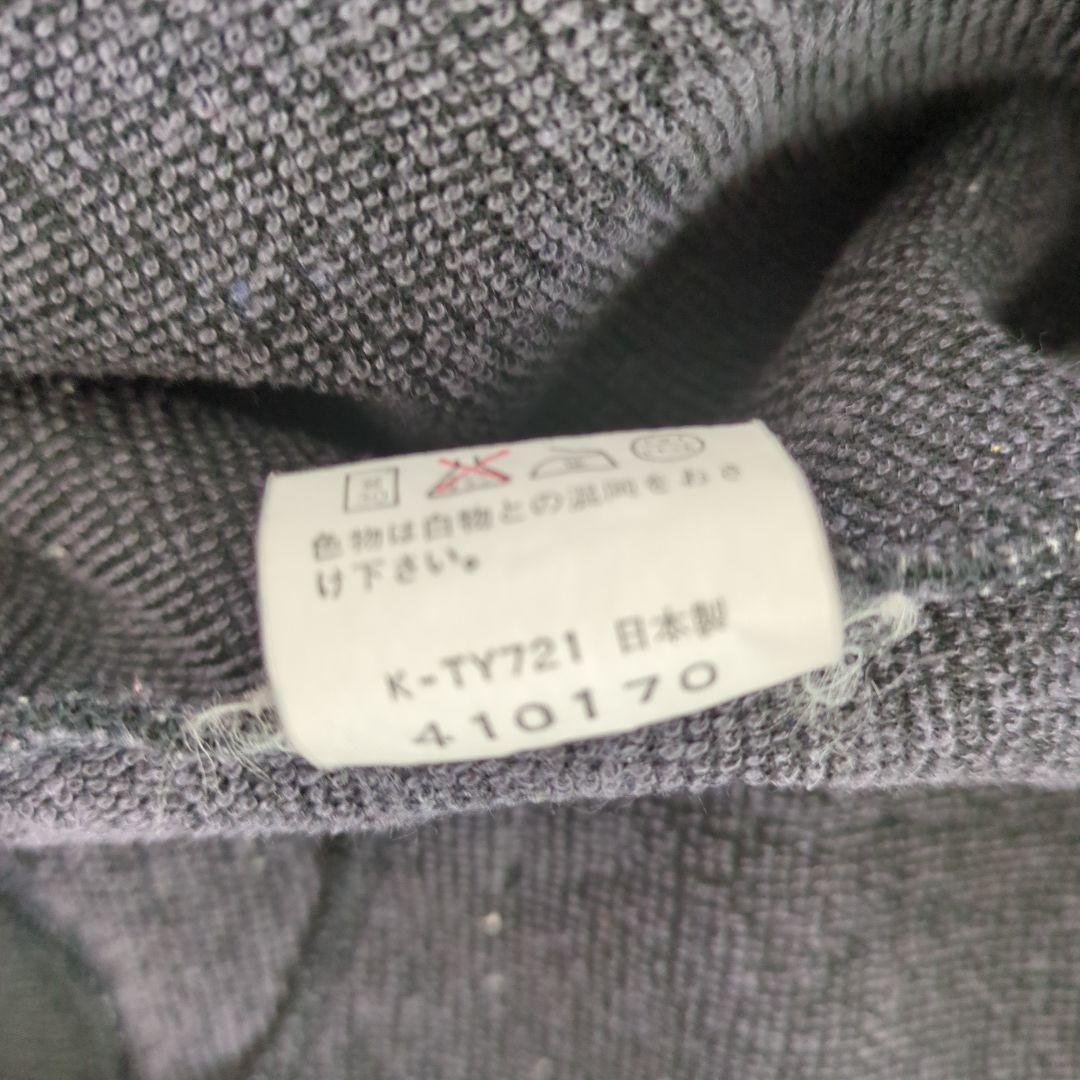 色物は白物との混同をおさ
け下さい。
K-TY721 日本製
410170